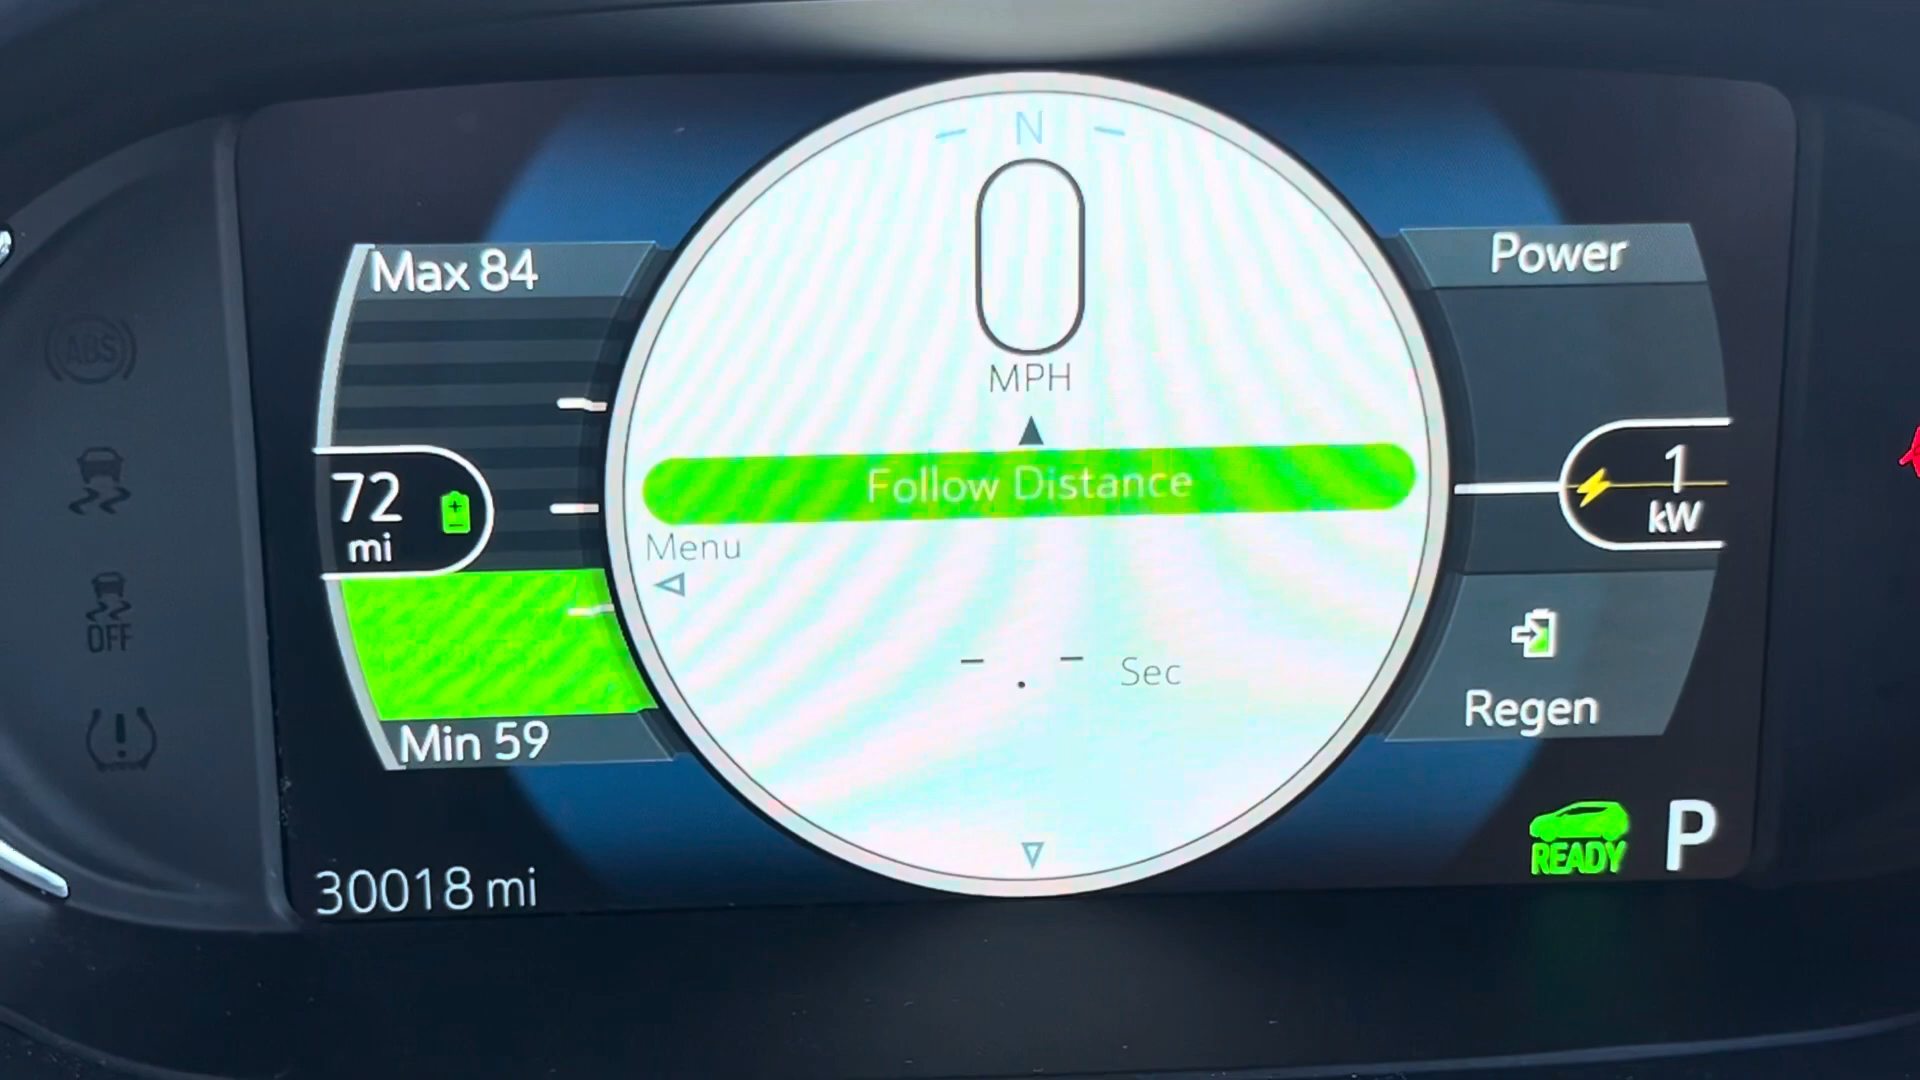 N
0
MPH
Max 84
Power
ABS
72
mi
Follow Distance
1
kW
Menu
OFF
- . - Sec
Regen
Min 59
READY
P
30018 mi